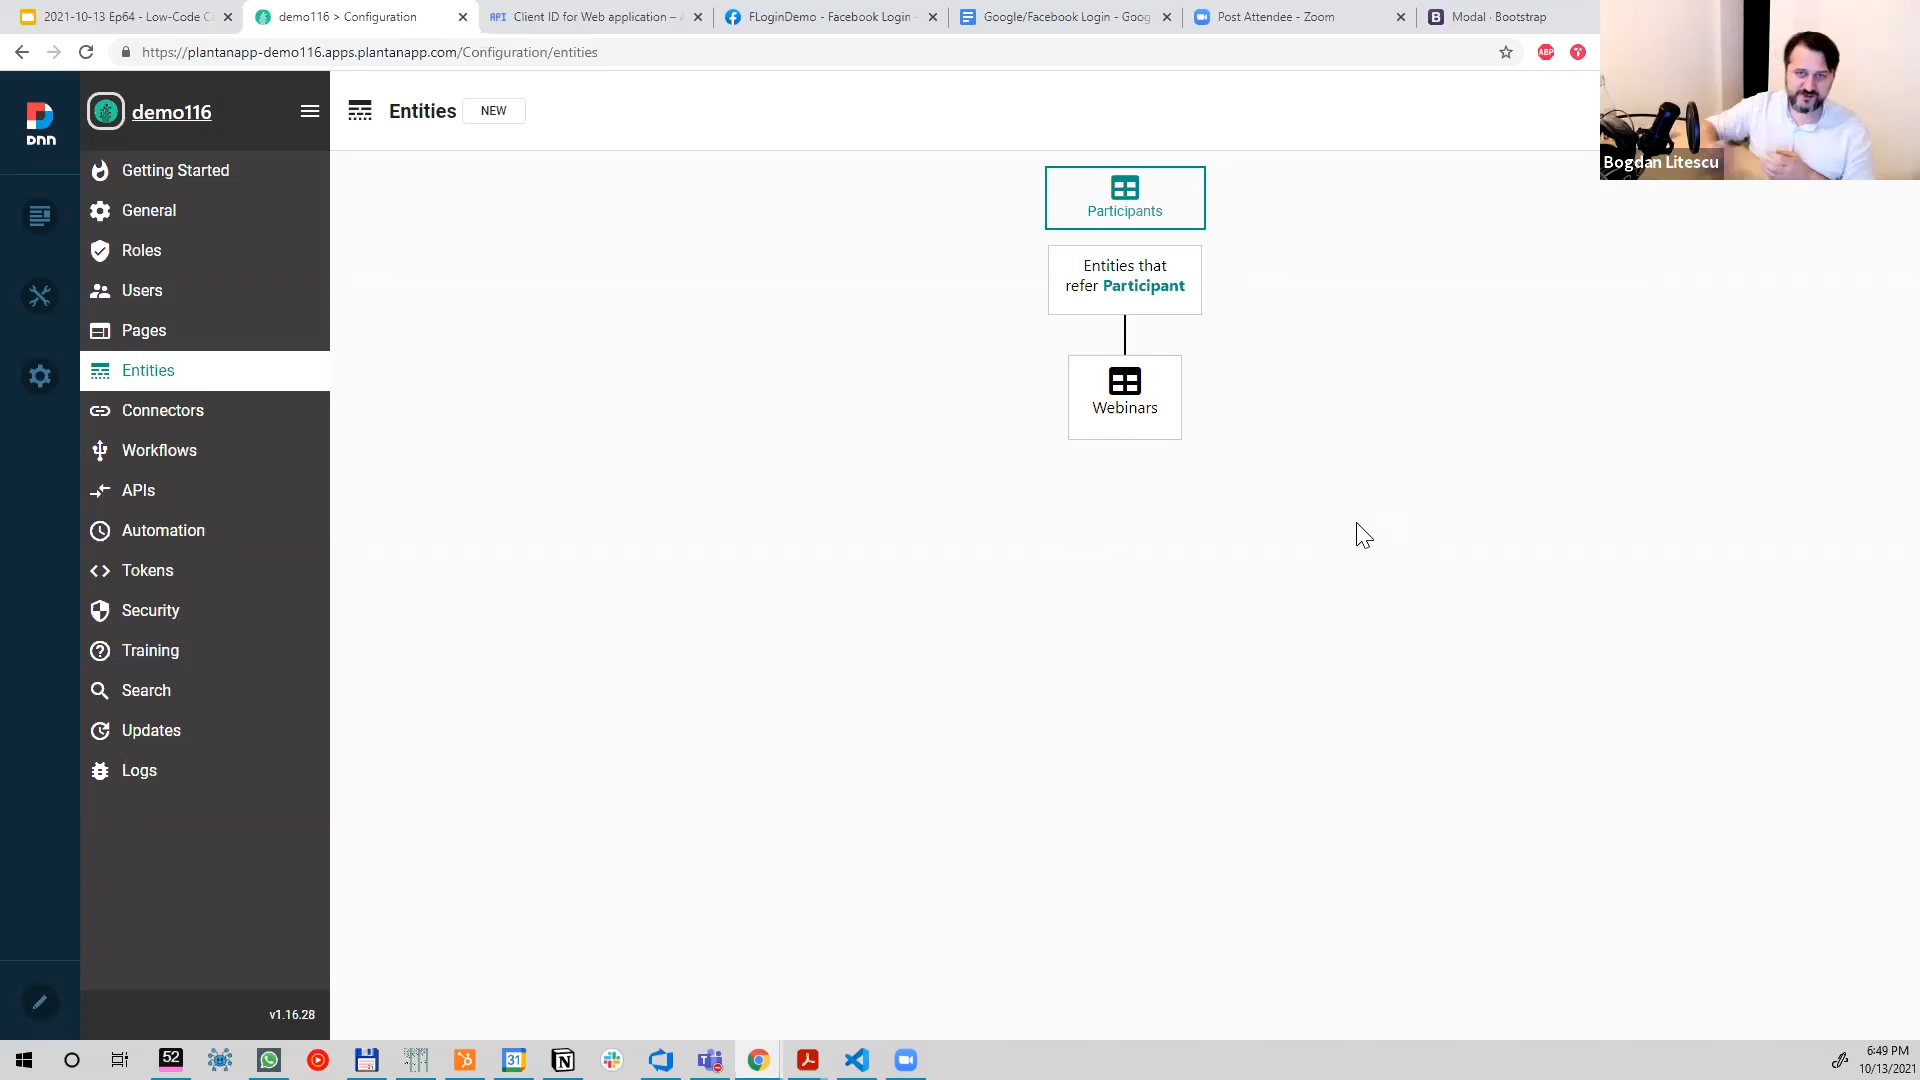 2021-10-13 Ep64 - Low-Code C
demo116 > Configuration
API Client ID for Web application –
FLoginDemo - Facebook Login -
Google/Facebook Login - Goog
Post Attendee - Zoom
B Modal · Bootstrap
https://plantanapp-demo116.apps.plantanapp.com/Configuration/entities
ABP
Bogdan Litescu
DNN
demo116
Getting Started
General
Roles
Users
Pages
Entities
Connectors
Workflows
APIs
Automation
Tokens
Security
Training
Search
Updates
Logs
v1.16.28
Entities NEW
Participants
Entities that
refer Participant
Webinars
52
31
6:49 PM
10/13/2021